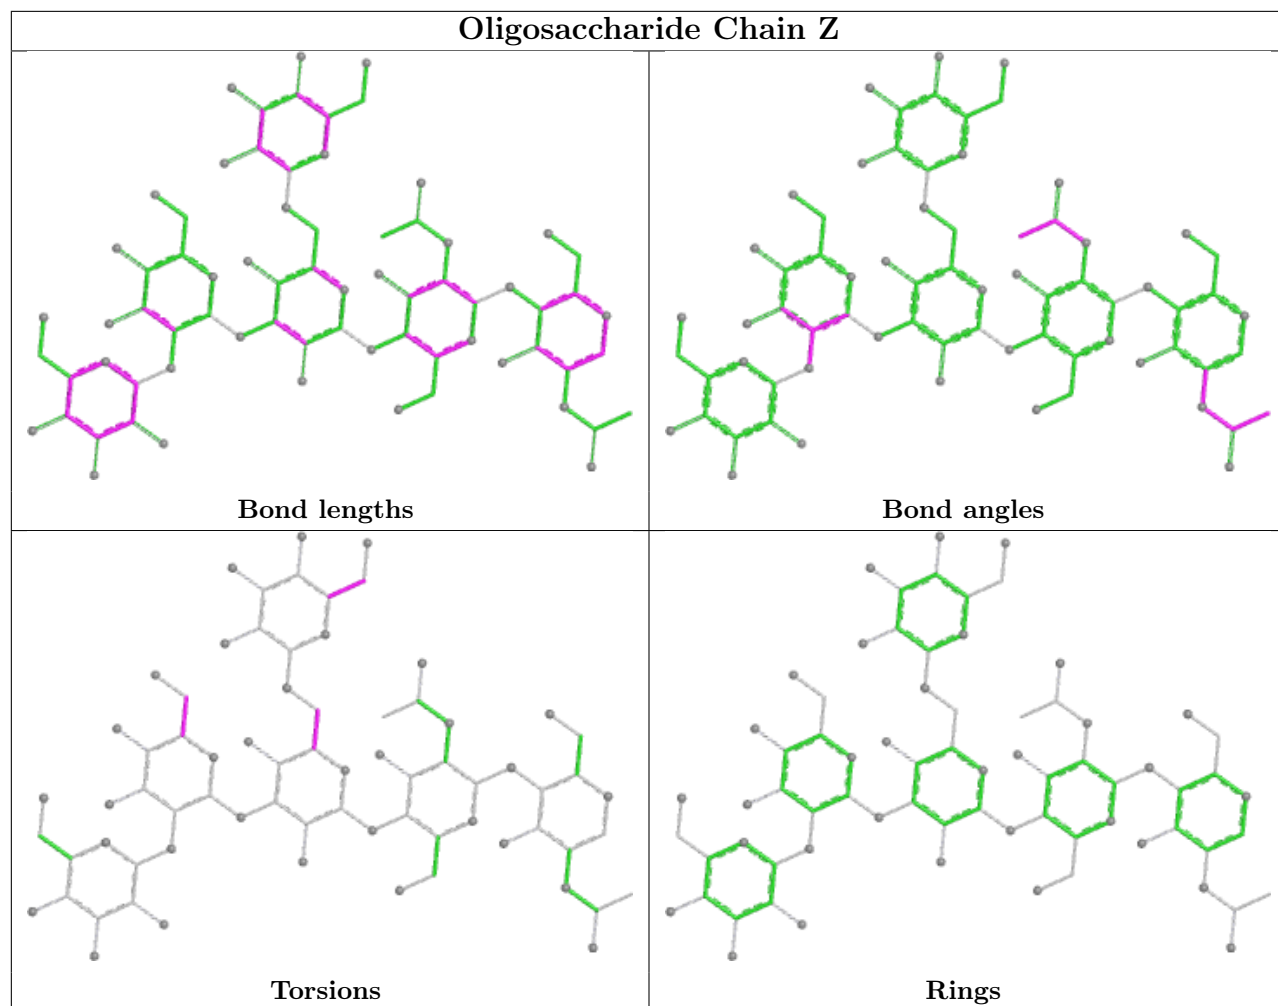 Oligosaccharide Chain Z
Bond lengths
Bond angles
Torsions
Rings